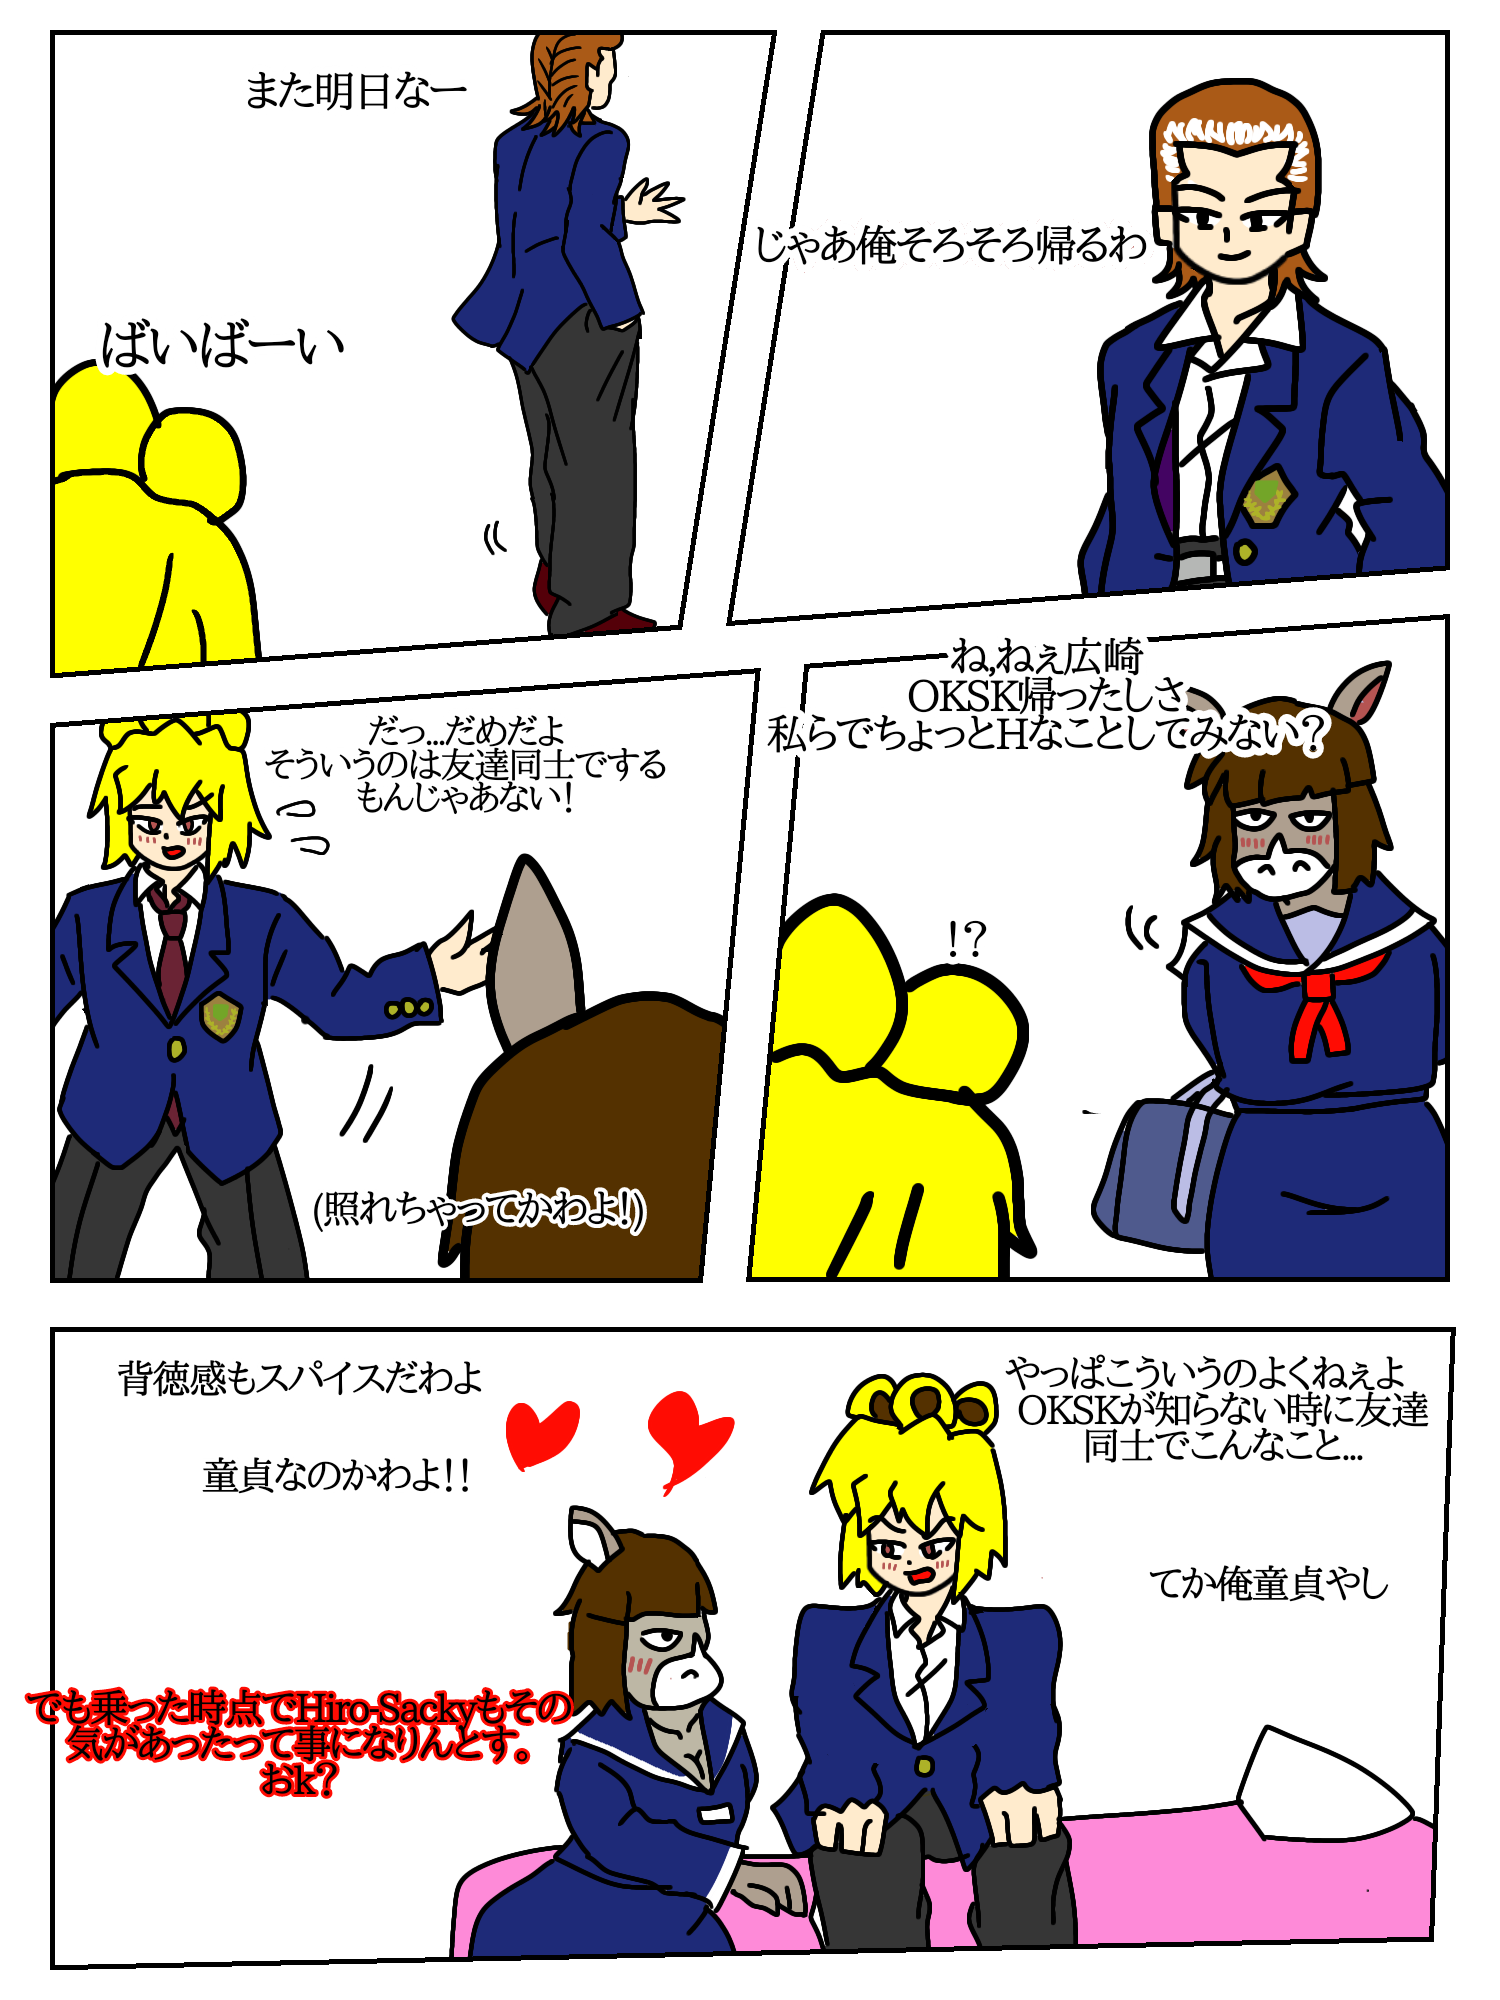 じゃあ俺そろそろ帰るわ
また明日なー
ばいばーい
ね,ねぇ広崎
OKSK帰ったしさ
私らでちょっとHなことしてみない？
!?
だっ...だめだよ
そういうのは友達同士でする
もんじゃあない！
(照れちゃってかわよ!)
やっぱこういうのよくねぇよ
OKSKが知らない時に友達
同士でこんなこと...
てか俺童貞やし
背徳感もスパイスだわよ
童貞なのかわよ！！
でも乗った時点でHiro-Sackyもその
気があったって事になりんとす。
おk？